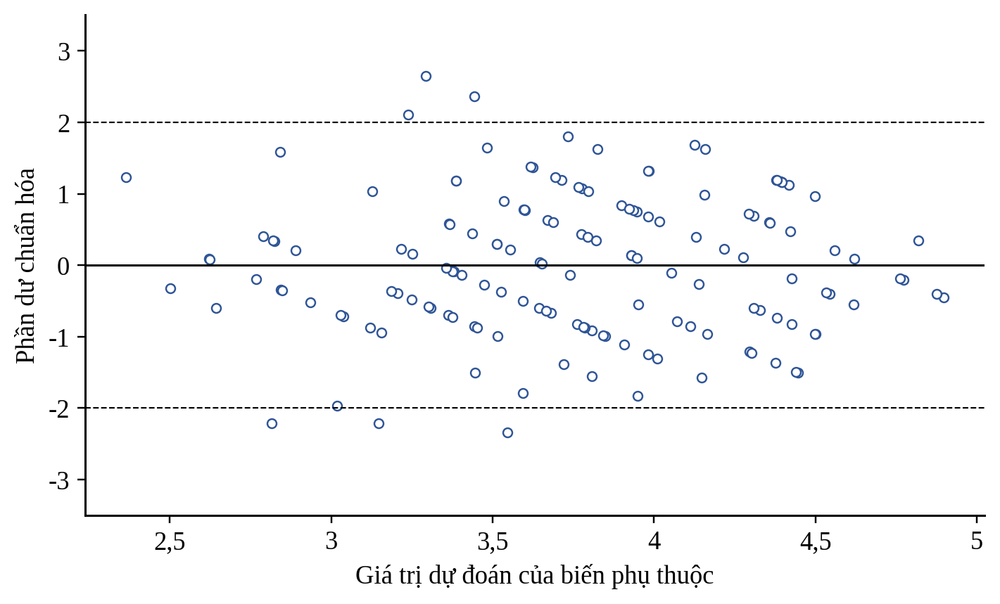 Phần dư chuẩn hóa
3
2
1
0
-1
-2
-3
2,5 3 3,5 4 4,5 5
Giá trị dự đoán của biến phụ thuộc